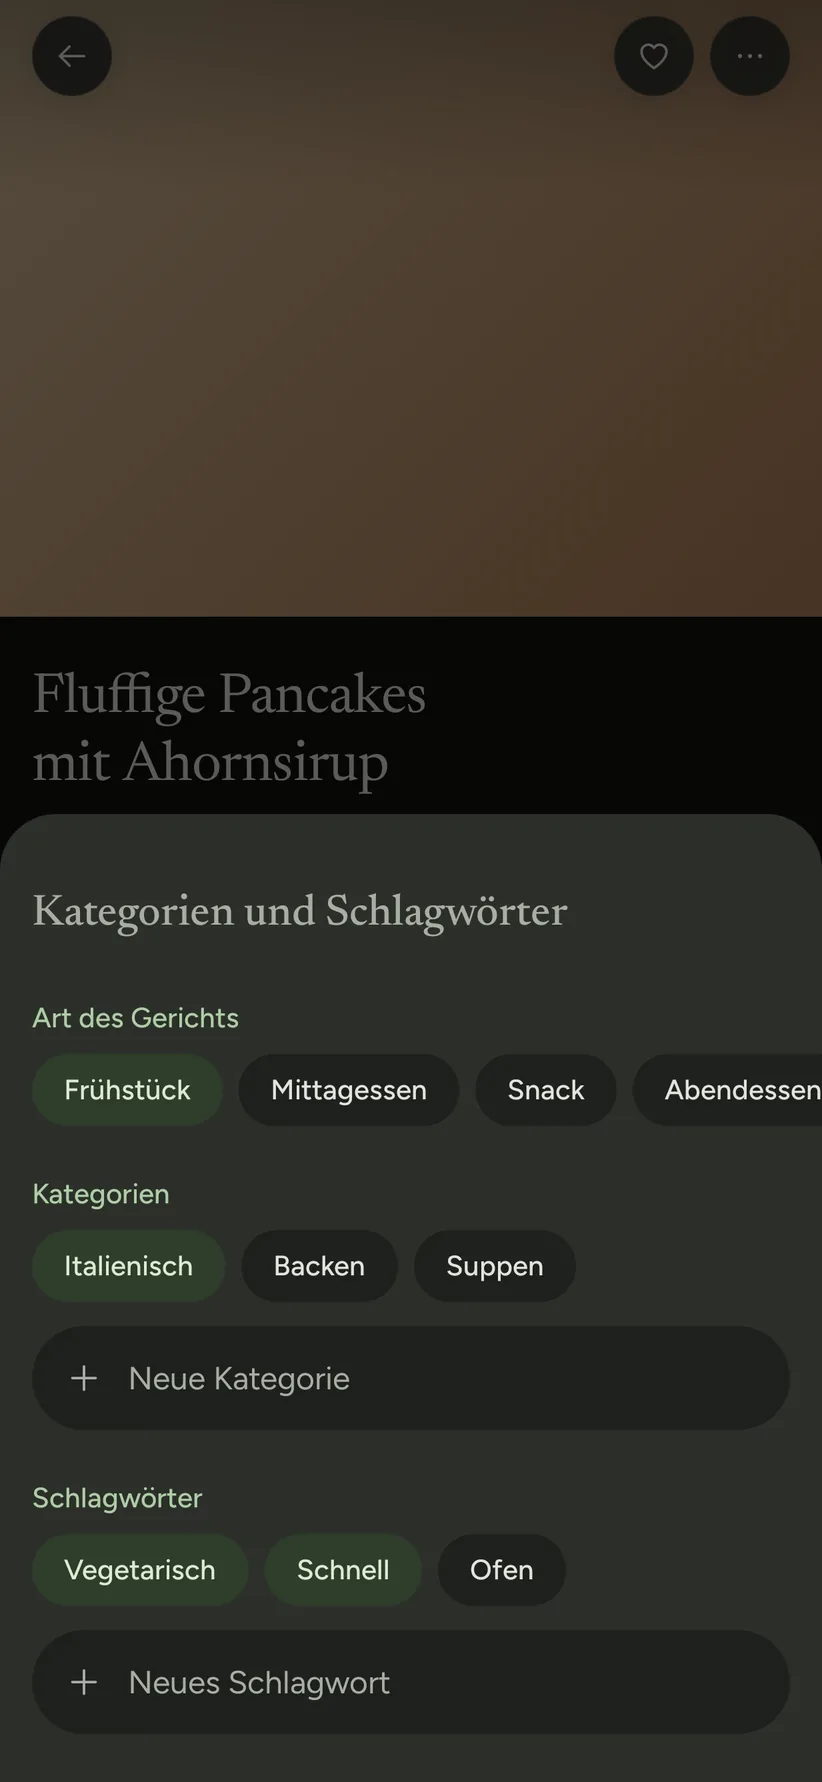 Fluffige Pancakes
mit Ahornsirup
Kategorien und Schlagwörter
Art des Gerichts
Frühstück Mittagessen Snack Abendessen
Kategorien
Italienisch Backen Suppen
Neue Kategorie
Schlagwörter
Vegetarisch Schnell Ofen
Neues Schlagwort